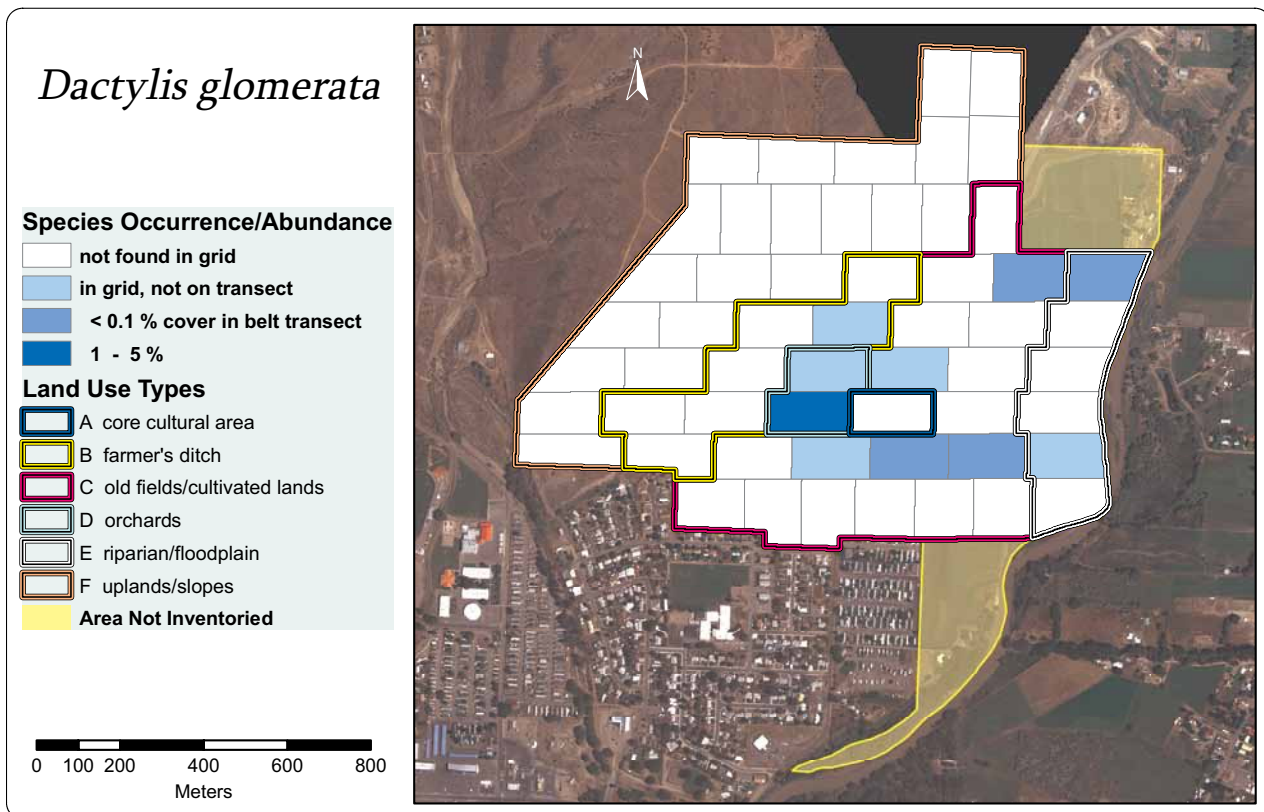 Dactylis glomerata
N
Species Occurrence/Abundance
not found in grid
in grid, not on transect
< 0.1 % cover in belt transect
1 - 5 %
Land Use Types
A core cultural area
B farmer's ditch
C old fields/cultivated lands
D orchards
E riparian/floodplain
F uplands/slopes
Area Not Inventoried
0 100 200 400 600 800
Meters